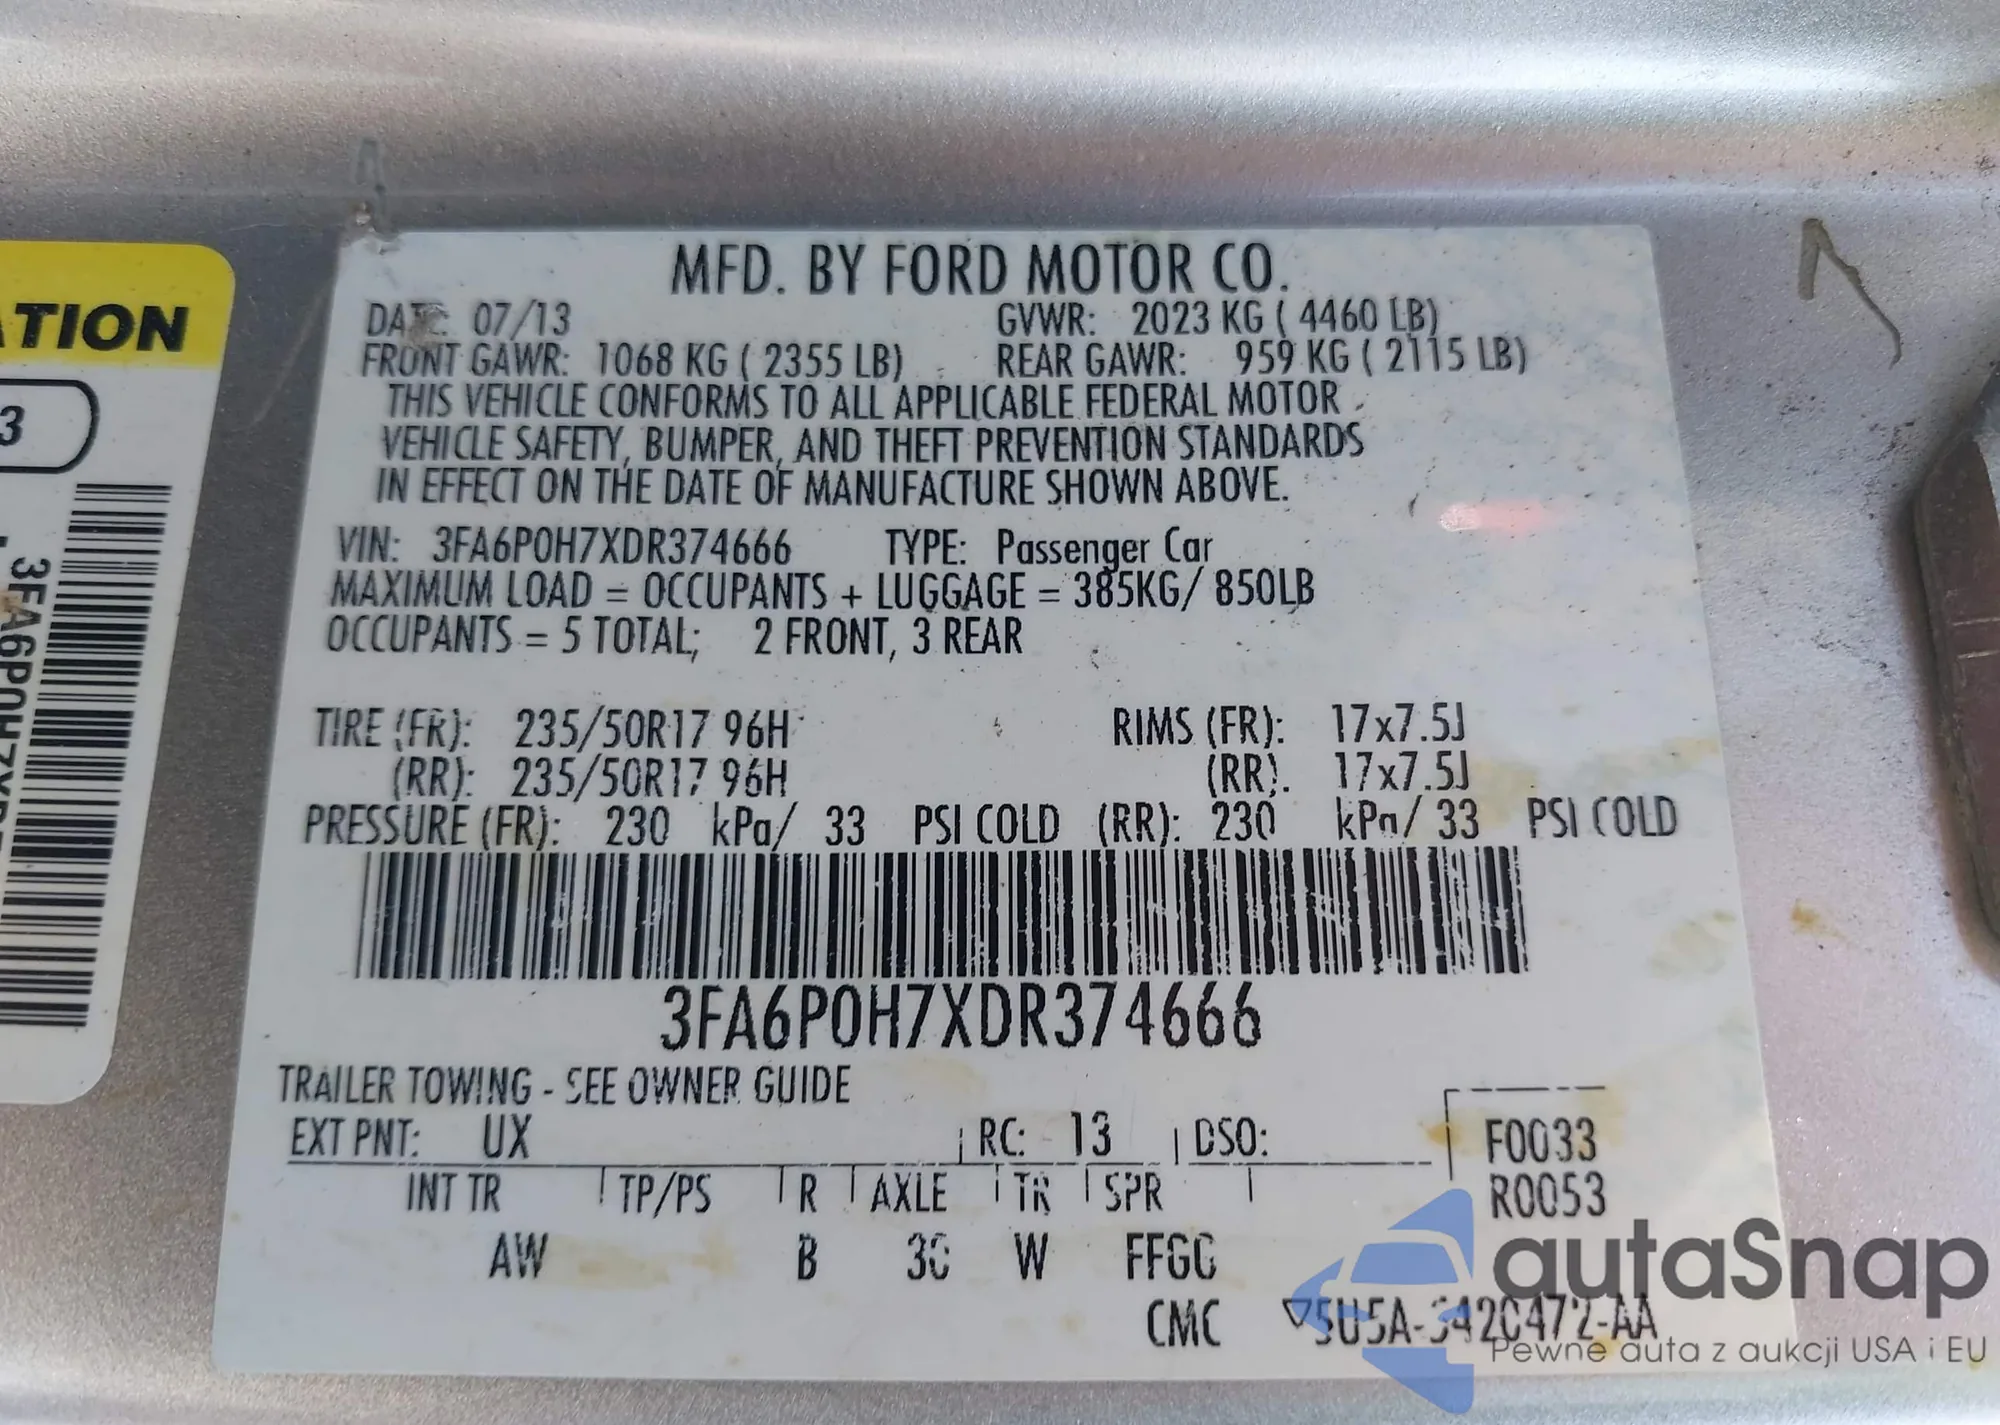 MFD. BY FORD MOTOR CO.
DATE: 07/13 GVWR: 2023 KG ( 4460 LB)
FRONT GAWR: 1068 KG ( 2355 LB) REAR GAWR: 959 KG ( 2115 LB)
THIS VEHICLE CONFORMS TO ALL APPLICABLE FEDERAL MOTOR
VEHICLE SAFETY, BUMPER, AND THEFT PREVENTION STANDARDS
IN EFFECT ON THE DATE OF MANUFACTURE SHOWN ABOVE.
VIN: 3FA6P0H7XDR374666 TYPE: Passenger Car
MAXIMUM LOAD = OCCUPANTS + LUGGAGE = 385KG/ 850LB
OCCUPANTS = 5 TOTAL; 2 FRONT, 3 REAR
TIRE (FR): 235/50R17 96H RIMS (FR): 17x7.5J
(RR): 235/50R17 96H (RR): 17x7.5J
PRESSURE (FR): 230 kPa/ 33 PSI COLD (RR): 230 kPa/ 33 PSI COLD
3FA6P0H7XDR374666
TRAILER TOWING - SEE OWNER GUIDE
EXT PNT: UX RC: 13 DSO: F0033
R0053
INT TR TP/PS R AXLE TR SPR
AW B W
CMC
ATION
3
autaSnap
Pewne auta z aukcji USA i EU